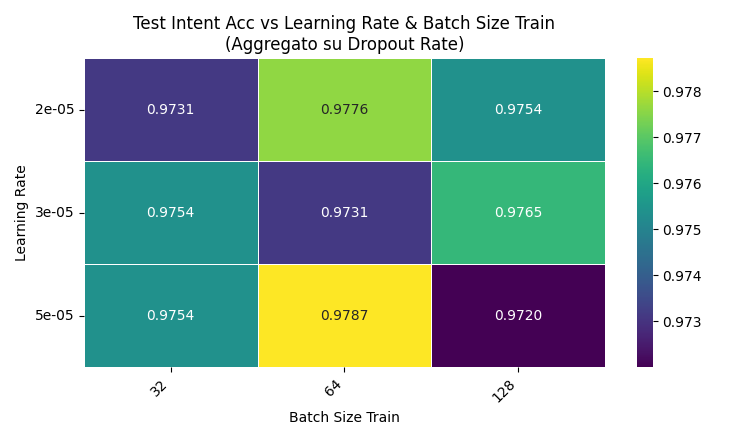 Test Intent Acc vs Learning Rate & Batch Size Train
(Aggregato su Dropout Rate)
Learning Rate
2e-05 0.9731 0.9776 0.9754
3e-05 0.9754 0.9731 0.9765
5e-05 0.9754 0.9787 0.9720
32 64 128
Batch Size Train
0.978
0.977
0.976
0.975
0.974
0.973